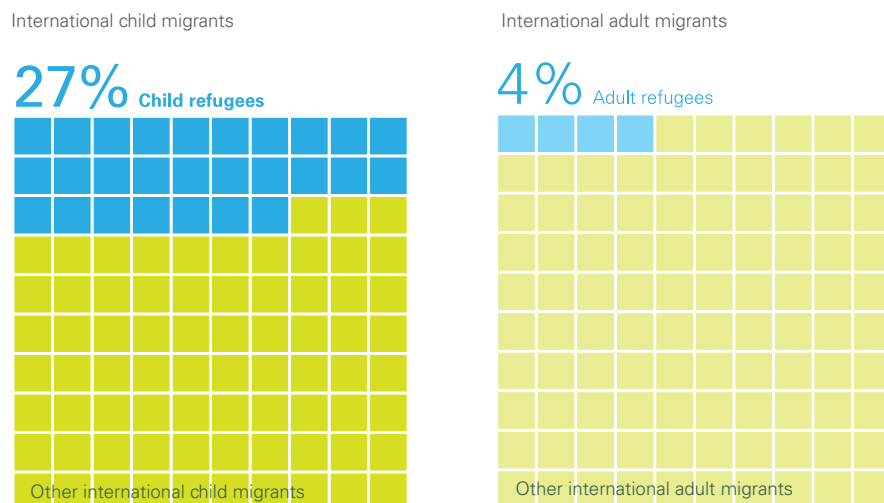 International child migrants
27% Child refugees
Other international child migrants
International adult migrants
4% Adult refugees
Other international adult migrants